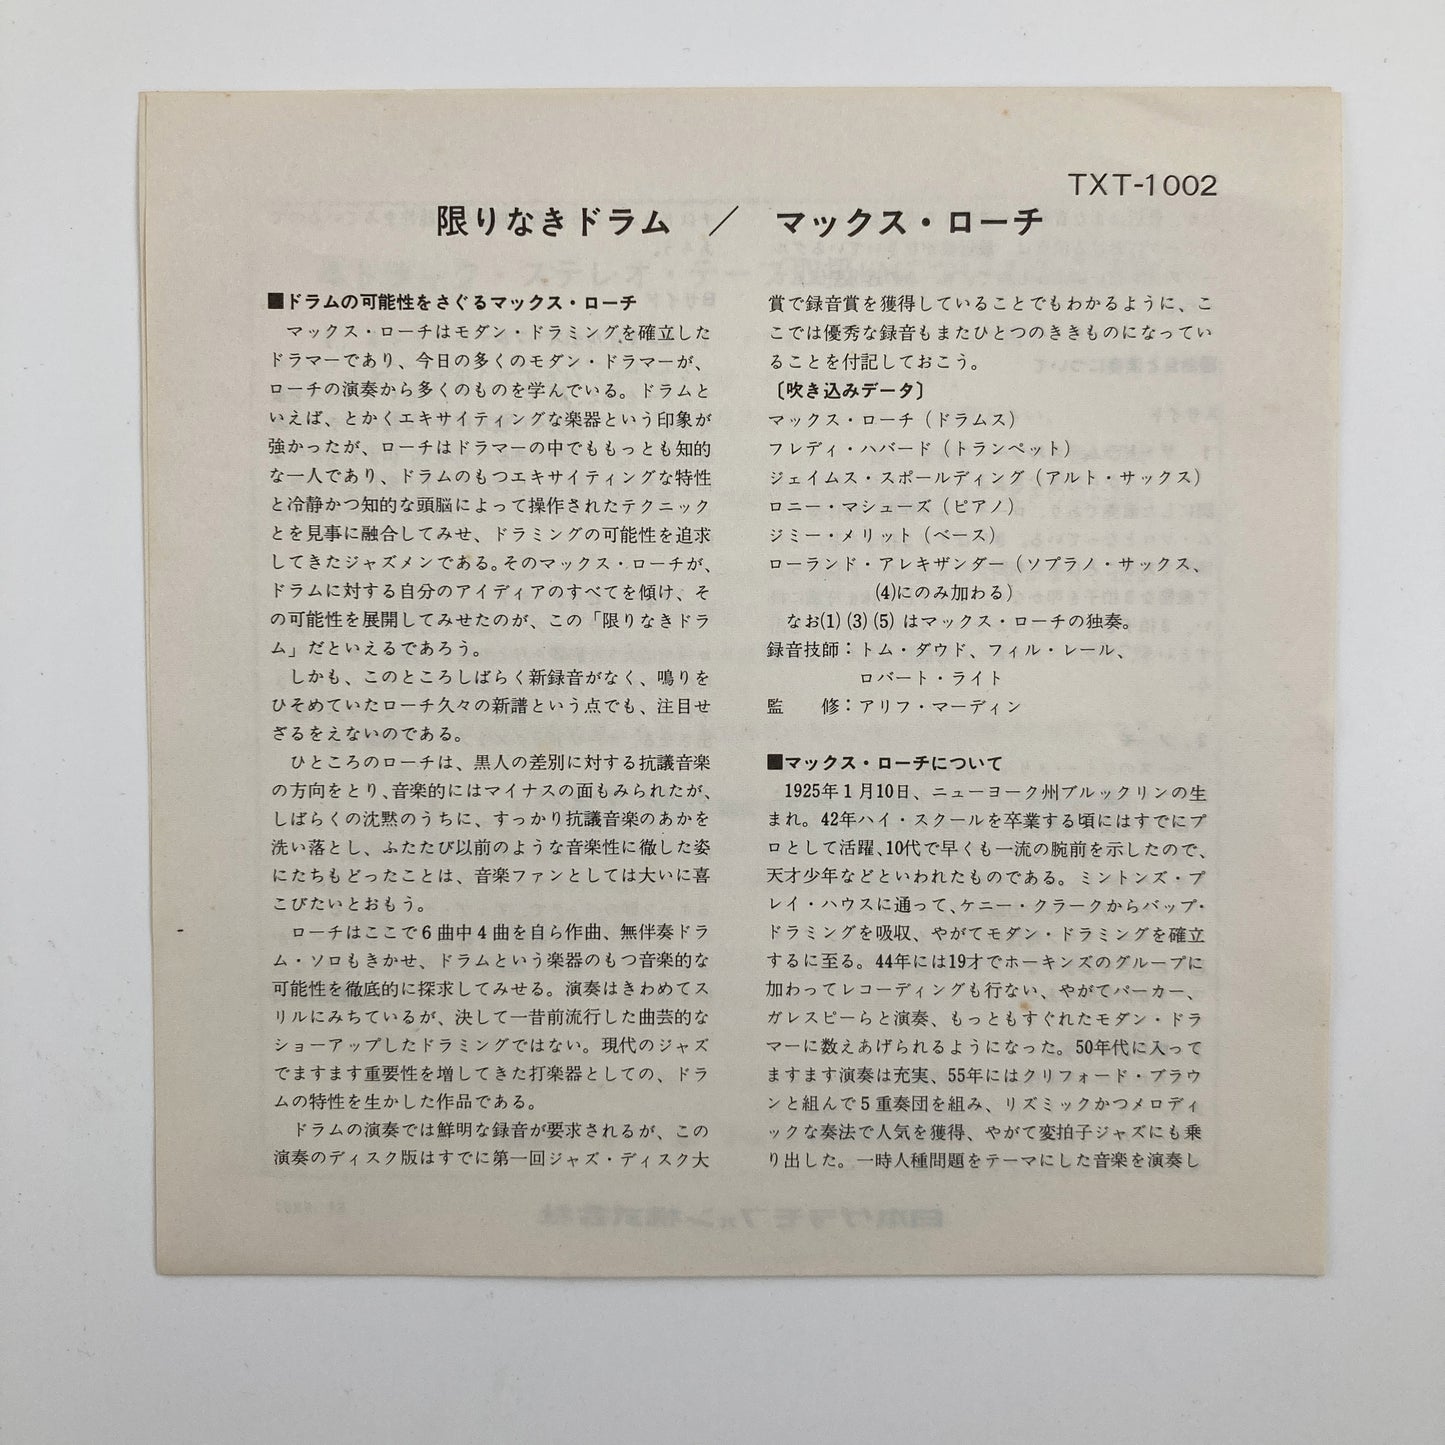 TXT-1002
限りなきドラム ／ マックス・ローチ
■ドラムの可能性をさぐるマックス・ローチ
マックス・ローチはモダン・ドラミングを確立した
ドラマーであり、今日の多くのモダン・ドラマーが、
ローチの演奏から多くのものを学んでいる。ドラムと
いえば、とかくエキサイティングな楽器という印象が
強かったが、ローチはドラマーの中でももっとも知的
な一人であり、ドラムのもつエキサイティングな特性
と冷静かつ知的な頭脳によって操作されたテクニック
とを見事に融合してみせ、ドラミングの可能性を追求
してきたジャズメンである。そのマックス・ローチが、
ドラムに対する自分のアイディアのすべてを傾け、そ
の可能性を展開してみせたのが、この「限りなきドラ
ム」だといえるであろう。
しかも、このところしばらく新録音がなく、鳴りを
ひそめていたローチ久々の新譜という点でも、注目せ
ざるをえないのである。
ひところのローチは、黒人の差別に対する抗議音楽
の方向をとり、音楽的にはマイナスの面もみられたが、
しばらくの沈黙のうちに、すっかり抗議音楽のあかを
洗い落とし、ふたたび以前のような音楽性に徹した姿
にたちもどったことは、音楽ファンとしては大いに喜
こびたいとおもう。
ローチはここで6曲中4曲を自ら作曲、無伴奏ドラ
ム・ソロもきかせ、ドラムという楽器のもつ音楽的な
可能性を徹底的に探求してみせる。演奏はきわめてス
リルにみちているが、決して一昔前流行した曲芸的な
ショーアップしたドラミングではない。現代のジャズ
でますます重要性を増してきた打楽器としての、ドラ
ムの特性を生かした作品である。
ドラムの演奏では鮮明な録音が要求されるが、この
演奏のディスク版はすでに第一回ジャズ・ディスク大
賞で録音賞を獲得していることでもわかるように、こ
こでは優秀な録音もまたひとつのききものになってい
ることを付記しておこう。
〔吹き込みデータ〕
マックス・ローチ（ドラムス）
フレディ・ハバード（トランペット）
ジェイムス・スポールディング（アルト・サックス）
ロニー・マシューズ（ピアノ）
ジミー・メリット（ベース）
ローランド・アレキザンダー（ソプラノ・サックス、
(4)にのみ加わる）
なお(1)(3)(5)はマックス・ローチの独奏。
録音技師：トム・ダウド、フィル・レール、
ロバート・ライト
監　修：アリフ・マーディン
■マックス・ローチについて
1925年1月10日、ニューヨーク州ブルックリンの生
まれ。42年ハイ・スクールを卒業する頃にはすでにプ
ロとして活躍、10代で早くも一流の腕前を示したので、
天才少年などといわれたものである。ミントンズ・プ
レイ・ハウスに通って、ケニー・クラークからバップ・
ドラミングを吸収、やがてモダン・ドラミングを確立
するに至る。44年には19才でホーキンズのグループに
加わってレコーディングも行ない、やがてパーカー、
ガレスピーらと演奏、もっともすぐれたモダン・ドラ
マーに数えあげられるようになった。50年代に入って
ますます演奏は充実、55年にはクリフォード・ブラウ
ンと組んで5重奏団を組み、リズミックかつメロディ
ックな奏法で人気を獲得、やがて変拍子ジャズにも乗
り出した。一時人種問題をテーマにした音楽を演奏し